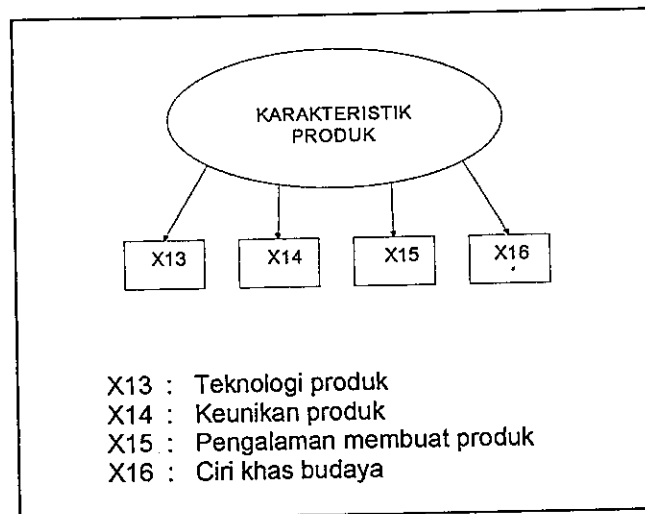 KARAKTERISTIK
PRODUK
X13 X14 X15 X16
X13 : Teknologi produk
X14 : Keunikan produk
X15 : Pengalaman membuat produk
X16 : Ciri khas budaya